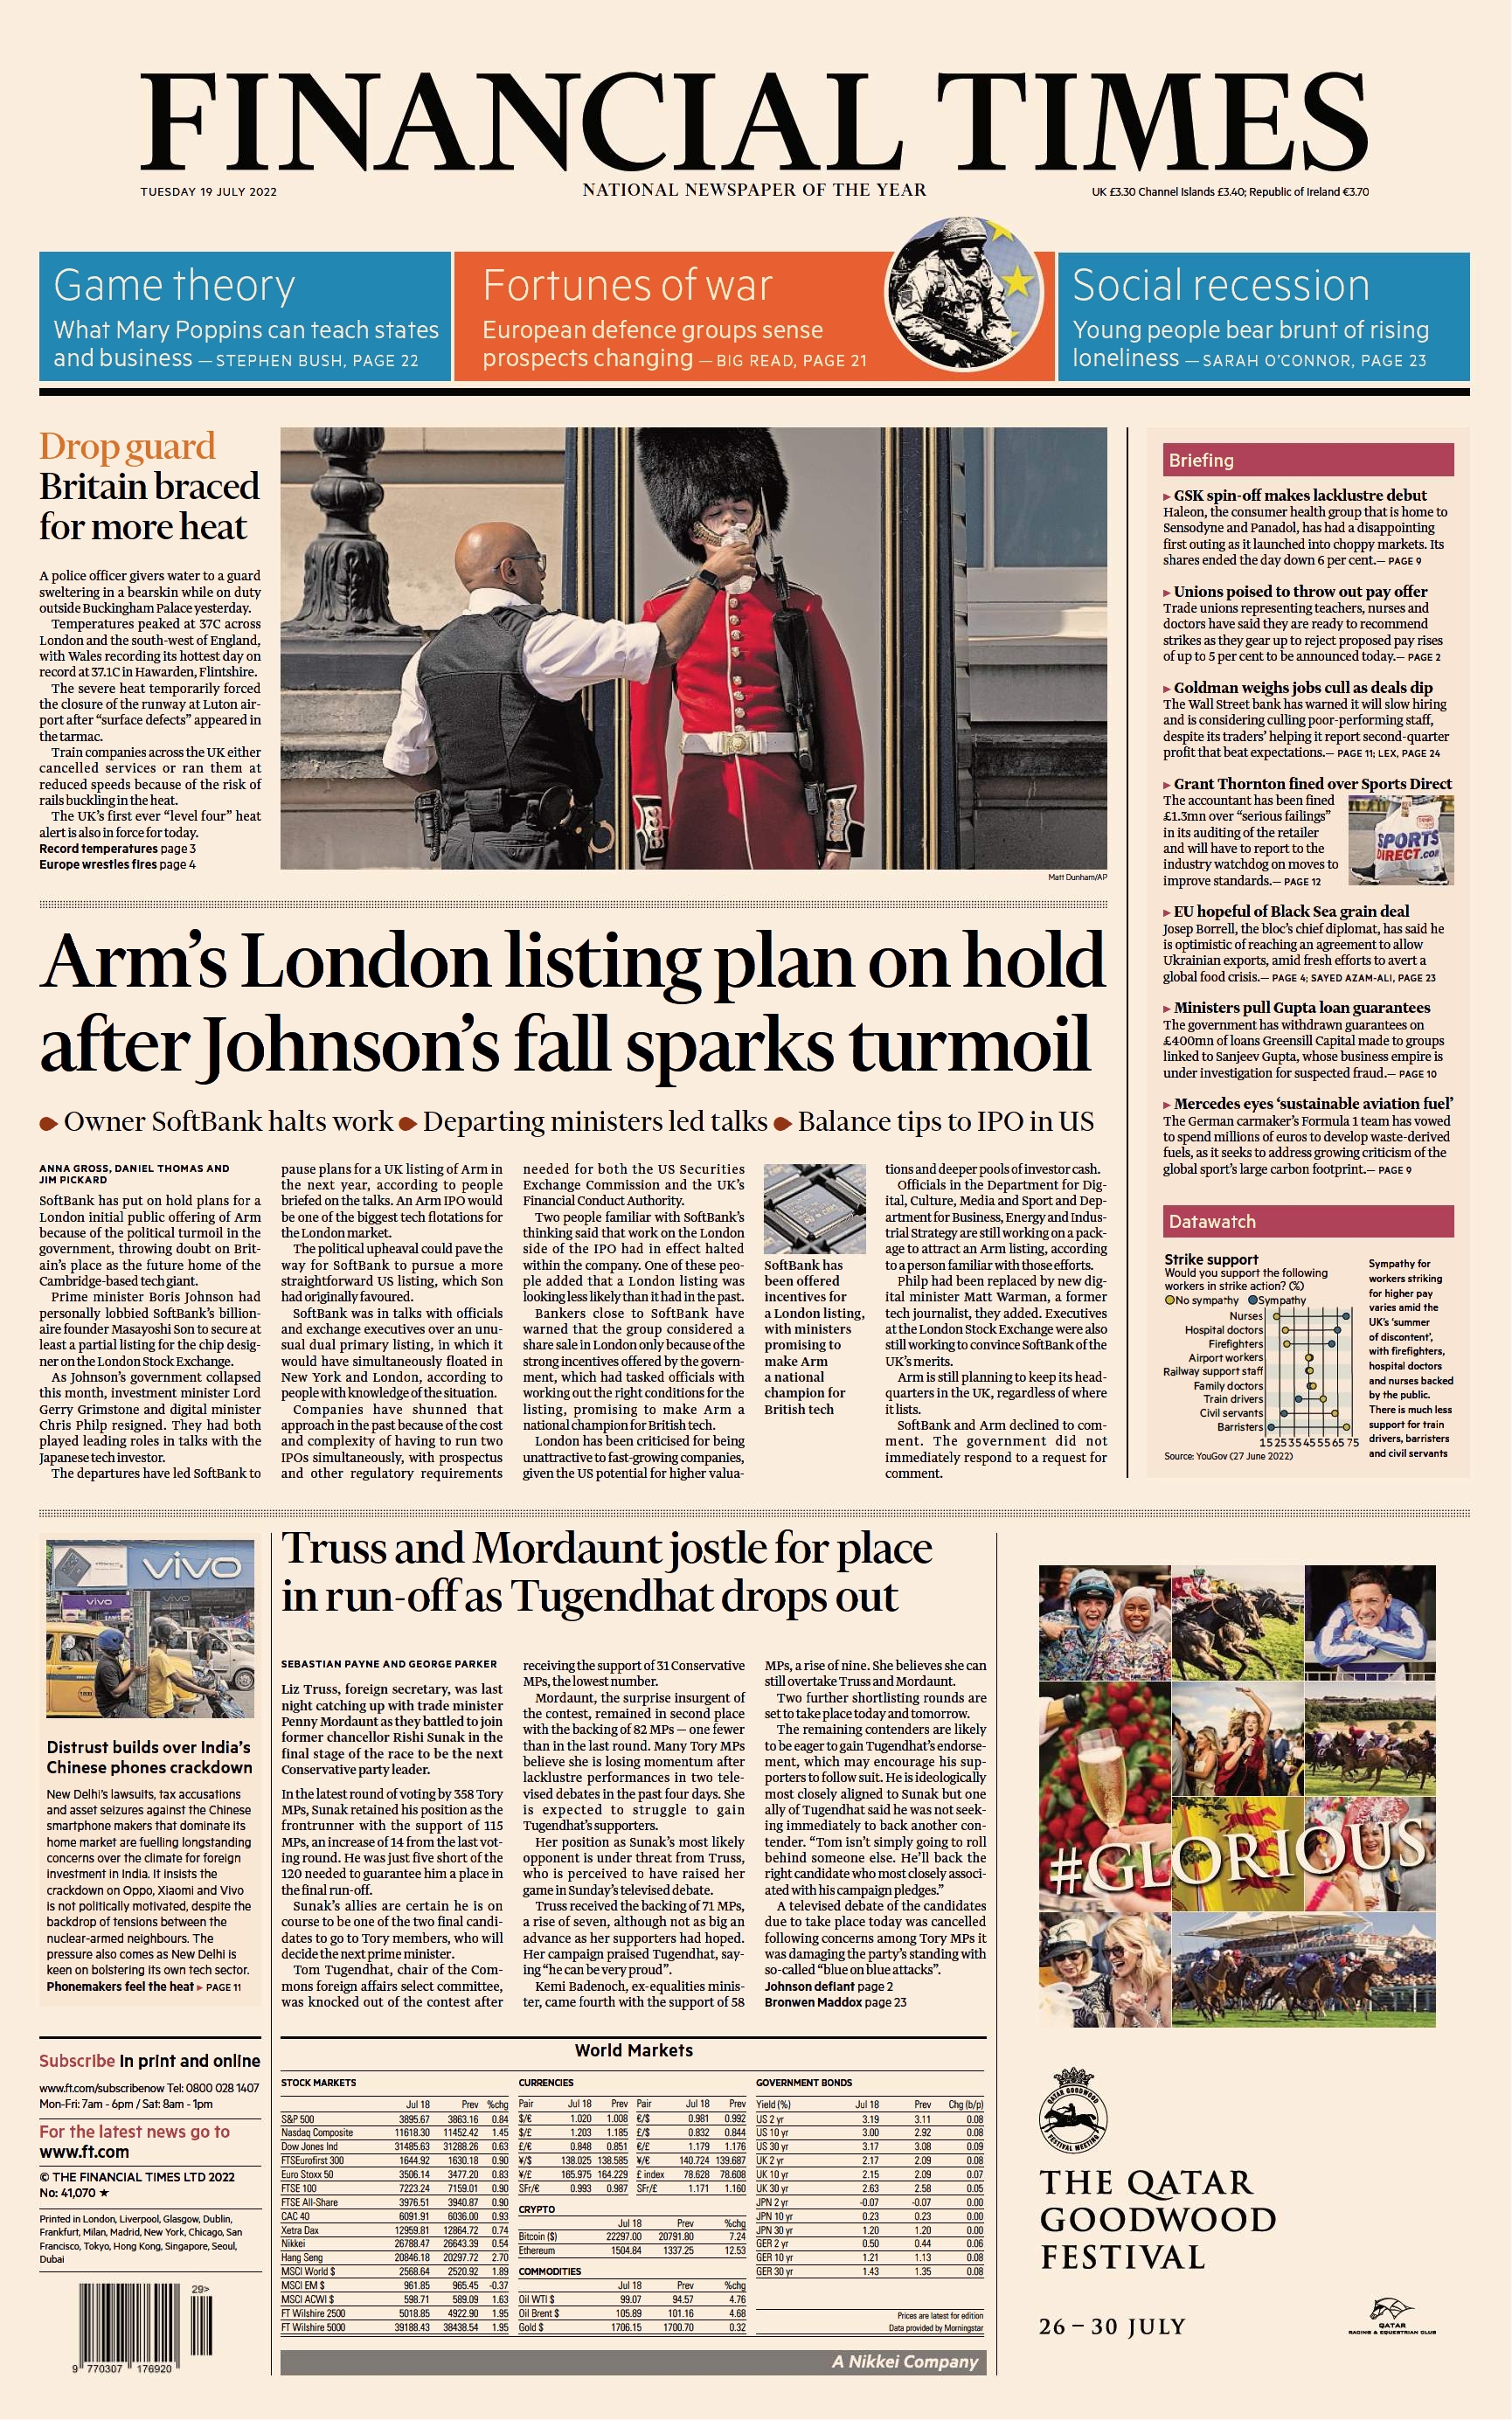 FINANCIAL TIMES
TUESDAY 19 JULY 2022
NATIONAL NEWSPAPER OF THE YEAR
UK £3.30 Channel Islands £3.40; Republic of Ireland €3.70
Game theory
What Mary Poppins can teach states
and business — STEPHEN BUSH, PAGE 22
Fortunes of war
European defence groups sense
prospects changing — BIG READ, PAGE 21
Social recession
Young people bear brunt of rising
loneliness — SARAH O'CONNOR, PAGE 23
Drop guard
Britain braced
for more heat
A police officer givers water to a guard
sweltering in a bearskin while on duty
outside Buckingham Palace yesterday.
Temperatures peaked at 37C across
London and the south-west of England,
with Wales recording its hottest day on
record at 37.1C in Hawarden, Flintshire.
The severe heat temporarily forced
the closure of the runway at Luton air-
port after “surface defects” appeared in
the tarmac.
Train companies across the UK either
cancelled services or ran them at
reduced speeds because of the risk of
rails buckling in the heat.
The UK's first ever “level four” heat
alert is also in force for today.
Record temperatures page 3
Europe wrestles fires page 4
Matt Dunham/AP
Arm's London listing plan on hold
after Johnson's fall sparks turmoil
Owner SoftBank halts work Departing ministers led talks Balance tips to IPO in US
ANNA GROSS, DANIEL THOMAS AND
JIM PICKARD
SoftBank has put on hold plans for a
London initial public offering of Arm
because of the political turmoil in the
government, throwing doubt on Brit-
ain's place as the future home of the
Cambridge-based tech giant.
Prime minister Boris Johnson had
personally lobbied SoftBank's billion-
aire founder Masayoshi Son to secure at
least a partial listing for the chip desig-
ner on the London Stock Exchange.
As Johnson's government collapsed
this month, investment minister Lord
Gerry Grimstone and digital minister
Chris Philp resigned. They had both
played leading roles in talks with the
Japanese tech investor.
The departures have led SoftBank to
pause plans for a UK listing of Arm in
the next year, according to people
briefed on the talks. An Arm IPO would
be one of the biggest tech flotations for
the London market.
The political upheaval could pave the
way for SoftBank to pursue a more
straightforward US listing, which Son
had originally favoured.
SoftBank was in talks with officials
and exchange executives over an unu-
sual dual primary listing, in which it
would have simultaneously floated in
New York and London, according to
people with knowledge of the situation.
Companies have shunned that
approach in the past because of the cost
and complexity of having to run two
IPOs simultaneously, with prospectus
and other regulatory requirements
needed for both the US Securities
Exchange Commission and the UK's
Financial Conduct Authority.
Two people familiar with SoftBank's
thinking said that work on the London
side of the IPO had in effect halted
within the company. One of these peo-
ple added that a London listing was
looking less likely than it had in the past.
Bankers close to SoftBank have
warned that the group considered a
share sale in London only because of the
strong incentives offered by the govern-
ment, which had tasked officials with
working out the right conditions for the
listing, promising to make Arm a
national champion for British tech.
London has been criticised for being
unattractive to fast-growing companies,
given the US potential for higher valua-
SoftBank has
been offered
incentives for
a London listing,
with ministers
promising to
make Arm
a national
champion for
British tech
tions and deeper pools of investor cash.
Officials in the Department for Dig-
ital, Culture, Media and Sport and Dep-
artment for Business, Energy and Indus-
trial Strategy are still working on a pack-
age to attract an Arm listing, according
to a person familiar with those efforts.
Philp had been replaced by new dig-
ital minister Matt Warman, a former
tech journalist, they added. Executives
at the London Stock Exchange were also
still working to convince SoftBank of the
UK's merits.
Arm is still planning to keep its head-
quarters in the UK, regardless of where
it lists.
SoftBank and Arm declined to com-
ment. The government did not
immediately respond to a request for
comment.
Briefing
GSK spin-off makes lacklustre debut
Haleon, the consumer health group that is home to
Sensodyne and Panadol, has had a disappointing
first outing as it launched into choppy markets. Its
shares ended the day down 6 per cent.— PAGE 9
Unions poised to throw out pay offer
Trade unions representing teachers, nurses and
doctors have said they are ready to recommend
strikes as they gear up to reject proposed pay rises
of up to 5 per cent to be announced today.— PAGE 2
Goldman weighs jobs cull as deals dip
The Wall Street bank has warned it will slow hiring
and is considering culling poor-performing staff,
despite its traders' helping it report second-quarter
profit that beat expectations.— PAGE 11; LEX, PAGE 24
Grant Thornton fined over Sports Direct
The accountant has been fined
£1.3mn over “serious failings”
in its auditing of the retailer
and will have to report to the
industry watchdog on moves to
improve standards.— PAGE 12
SPORTS
DIRECT.com
EU hopeful of Black Sea grain deal
Josep Borrell, the bloc's chief diplomat, has said he
is optimistic of reaching an agreement to allow
Ukrainian exports, amid fresh efforts to avert a
global food crisis.— PAGE 4; SAYED AZAM-ALI, PAGE 23
Ministers pull Gupta loan guarantees
The government has withdrawn guarantees on
£400mn of loans Greensill Capital made to groups
linked to Sanjeev Gupta, whose business empire is
under investigation for suspected fraud.— PAGE 10
Mercedes eyes ‘sustainable aviation fuel’
The German carmaker's Formula 1 team has vowed
to spend millions of euros to develop waste-derived
fuels, as it seeks to address growing criticism of the
global sport's large carbon footprint.— PAGE 9
Datawatch
Strike support
Would you support the following
workers in strike action? (%)
No sympathy Sympathy
Nurses
Hospital doctors
Firefighters
Airport workers
Railway support staff
Family doctors
Train drivers
Civil servants
Barristers
15 25 35 45 55 65 75
Source: YouGov (27 June 2022)
Sympathy for
workers striking
for higher pay
varies amid the
UK's ‘summer
of discontent’,
with firefighters,
hospital doctors
and nurses backed
by the public.
There is much less
support for train
drivers, barristers
and civil servants
vivo
vivo
Distrust builds over India's
Chinese phones crackdown
New Delhi's lawsuits, tax accusations
and asset seizures against the Chinese
smartphone makers that dominate its
home market are fuelling longstanding
concerns over the climate for foreign
investment in India. It insists the
crackdown on Oppo, Xiaomi and Vivo
is not politically motivated, despite the
backdrop of tensions between the
nuclear-armed neighbours. The
pressure also comes as New Delhi is
keen on bolstering its own tech sector.
Phonemakers feel the heat PAGE 11
Truss and Mordaunt jostle for place
in run-off as Tugendhat drops out
SEBASTIAN PAYNE AND GEORGE PARKER
Liz Truss, foreign secretary, was last
night catching up with trade minister
Penny Mordaunt as they battled to join
former chancellor Rishi Sunak in the
final stage of the race to be the next
Conservative party leader.
In the latest round of voting by 358 Tory
MPs, Sunak retained his position as the
frontrunner with the support of 115
MPs, an increase of 14 from the last vot-
ing round. He was just five short of the
120 needed to guarantee him a place in
the final run-off.
Sunak's allies are certain he is on
course to be one of the two final candi-
dates to go to Tory members, who will
decide the next prime minister.
Tom Tugendhat, chair of the Com-
mons foreign affairs select committee,
was knocked out of the contest after
receiving the support of 31 Conservative
MPs, the lowest number.
Mordaunt, the surprise insurgent of
the contest, remained in second place
with the backing of 82 MPs — one fewer
than in the last round. Many Tory MPs
believe she is losing momentum after
lacklustre performances in two tele-
vised debates in the past four days. She
is expected to struggle to gain
Tugendhat's supporters.
Her position as Sunak's most likely
opponent is under threat from Truss,
who is perceived to have raised her
game in Sunday's televised debate.
Truss received the backing of 71 MPs,
a rise of seven, although not as big an
advance as her supporters had hoped.
Her campaign praised Tugendhat, say-
ing “he can be very proud”.
Kemi Badenoch, ex-equalities minis-
ter, came fourth with the support of 58
MPs, a rise of nine. She believes she can
still overtake Truss and Mordaunt.
Two further shortlisting rounds are
set to take place today and tomorrow.
The remaining contenders are likely
to be eager to gain Tugendhat's endorse-
ment, which may encourage his sup-
porters to follow suit. He is ideologically
most closely aligned to Sunak but one
ally of Tugendhat said he was not seek-
ing immediately to back another con-
tender. “Tom isn't simply going to roll
behind someone else. He'll back the
right candidate who most closely associ-
ated with his campaign pledges.”
A televised debate of the candidates
due to take place today was cancelled
following concerns among Tory MPs it
was damaging the party's standing with
so-called “blue on blue attacks”.
Johnson defiant page 2
Bronwen Maddox page 23
Subscribe In print and online
www.ft.com/subscribenow Tel: 0800 028 1407
Mon-Fri: 7am - 6pm / Sat: 8am - 1pm
For the latest news go to
www.ft.com
© THE FINANCIAL TIMES LTD 2022
No: 41,070 ★
Printed in London, Liverpool, Glasgow, Dublin,
Frankfurt, Milan, Madrid, New York, Chicago, San
Francisco, Tokyo, Hong Kong, Singapore, Seoul,
Dubai
29>
9 770307 176920
World Markets
STOCK MARKETS
Jul 18 Prev %chg
S&P 500 3895.67 3863.16 0.84
Nasdaq Composite 11618.30 11452.42 1.45
Dow Jones Ind 31485.63 31288.26 0.63
FTSEurofirst 300 1644.92 1630.18 0.90
Euro Stoxx 50 3506.14 3477.20 0.83
FTSE 100 7223.24 7159.01 0.90
FTSE All-Share 3976.51 3940.87 0.90
CAC 40 6091.91 6036.00 0.93
Xetra Dax 12959.81 12864.72 0.74
Nikkei 26788.47 26643.39 0.54
Hang Seng 20846.18 20297.72 2.70
MSCI World $ 2568.64 2520.92 1.89
MSCI EM $ 961.85 965.45 -0.37
MSCI ACWI $ 598.71 589.09 1.63
FT Wilshire 2500 5018.85 4922.90 1.95
FT Wilshire 5000 39188.43 38438.54 1.95
CURRENCIES
Pair Jul 18 Prev Pair Jul 18 Prev
$/€ 1.020 1.008 €/$ 0.981 0.992
$/£ 1.203 1.185 £/$ 0.832 0.844
£/€ 0.848 0.851 €/£ 1.179 1.176
¥/$ 138.025 138.585 ¥/€ 140.724 139.687
¥/£ 165.975 164.229 £ index 78.628 78.608
SFr/€ 0.993 0.987 SFr/£ 1.171 1.160
CRYPTO
Jul 18 Prev %chg
Bitcoin ($) 22297.00 20791.80 7.24
Ethereum 1504.84 1337.25 12.53
COMMODITIES
Jul 18 Prev %chg
Oil WTI $ 99.07 94.57 4.76
Oil Brent $ 105.89 101.16 4.68
Gold $ 1706.15 1700.70 0.32
GOVERNMENT BONDS
Yield (%) Jul 18 Prev Chg (b/p)
US 2 yr 3.19 3.11 0.08
US 10 yr 3.00 2.92 0.08
US 30 yr 3.17 3.08 0.09
UK 2 yr 2.17 2.09 0.08
UK 10 yr 2.15 2.09 0.07
UK 30 yr 2.63 2.58 0.05
JPN 2 yr -0.07 -0.07 0.00
JPN 10 yr 0.23 0.23 0.00
JPN 30 yr 1.20 1.20 0.00
GER 2 yr 0.50 0.44 0.06
GER 10 yr 1.21 1.13 0.08
GER 30 yr 1.43 1.35 0.08
Prices are latest for edition
Data provided by Morningstar
A Nikkei Company
#GLORIOUS
QATAR GOODWOOD
FESTIVAL MEETING
THE QATAR
GOODWOOD
FESTIVAL
26 – 30 JULY
QATAR
RACING & EQUESTRIAN CLUB